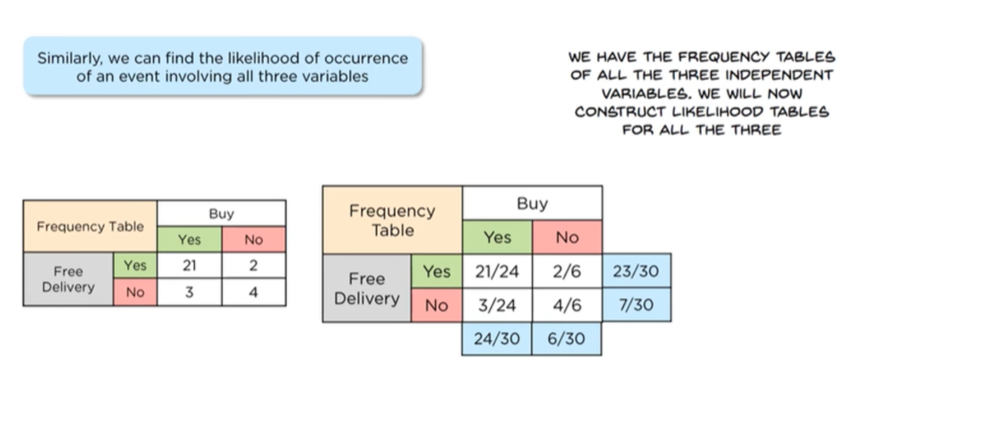 Similarly, we can find the likelihood of occurrence
of an event involving all three variables
WE HAVE THE FREQUENCY TABLES
OF ALL THE THREE INDEPENDENT
VARIABLES. WE WILL NOW
CONSTRUCT LIKELIHOOD TABLES
FOR ALL THE THREE
Frequency Table
Buy
Yes No
Free
Delivery
Yes 21 2
No 3 4
Frequency
Table
Buy
Yes No
Free
Delivery
Yes 21/24 2/6 23/30
No 3/24 4/6 7/30
24/30 6/30